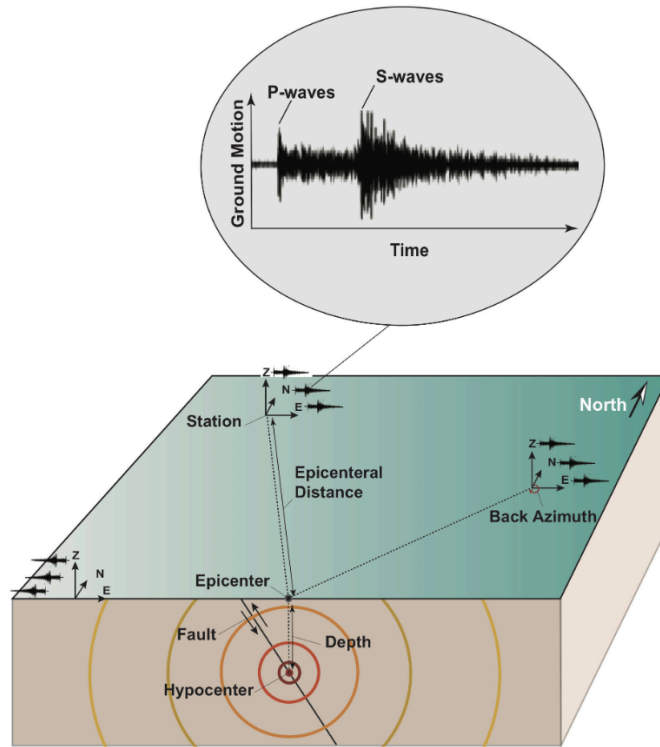 S-waves
P-waves
Ground Motion
Time
Z
N
E
Station
North
Z
N
E
Epicenteral
Distance
Back Azimuth
Z
N
E
Epicenter
Fault
Depth
Hypocenter